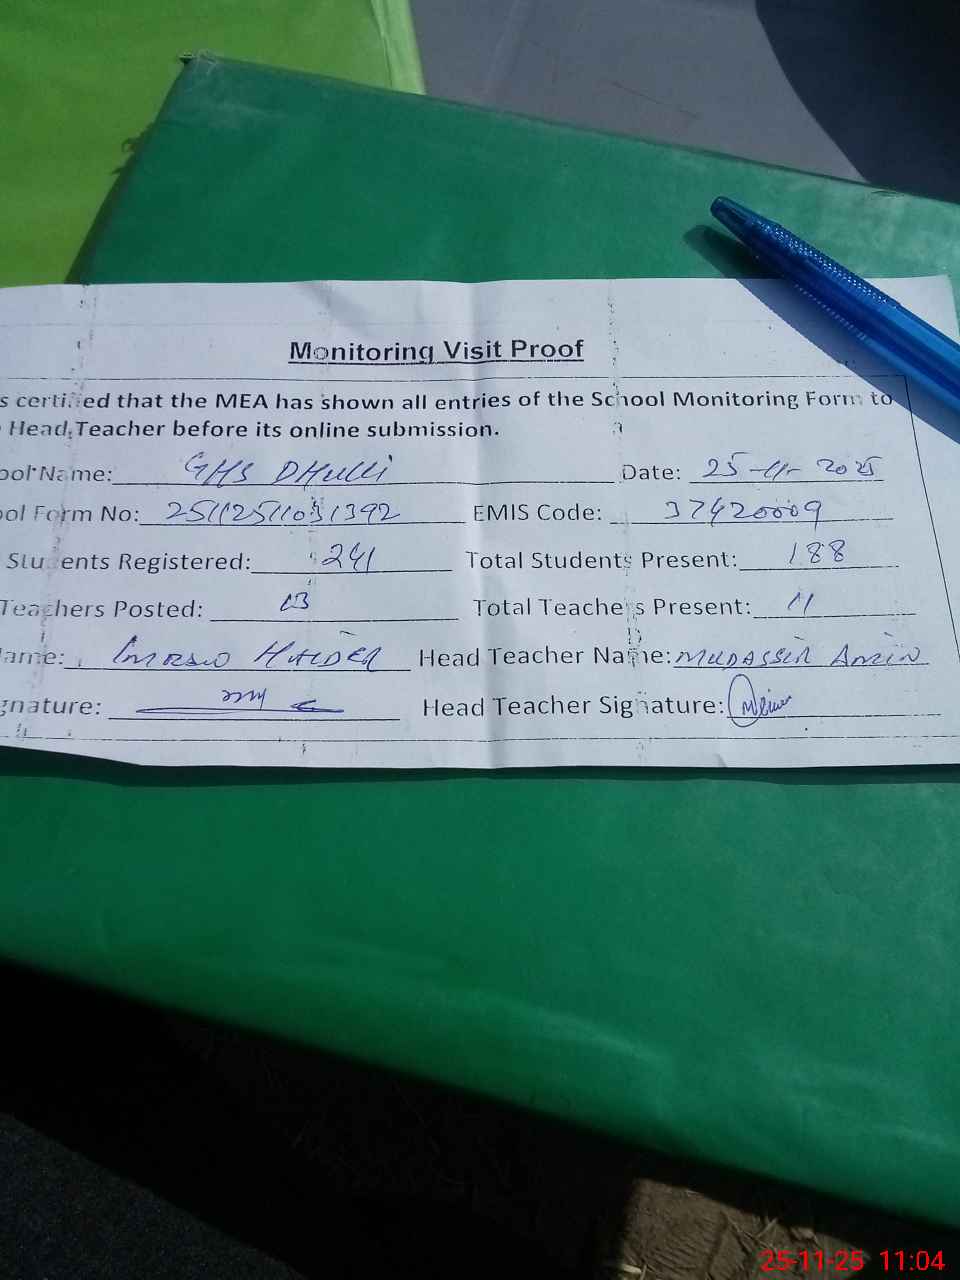 Monitoring Visit Proof
s certified that the MEA has shown all entries of the School Monitoring Form to
Head Teacher before its online submission.
ool Name: GHS DHULLI Date: 25-11-2025
ool Form No: 25112511031392 EMIS Code: 37420009
Students Registered: 241 Total Students Present: 188
Teachers Posted: 13 Total Teachers Present: 11
ame: HAIDER Head Teacher Name: MUDASSIR AMIN
gnature: Head Teacher Signature:
25-11-25 11:04